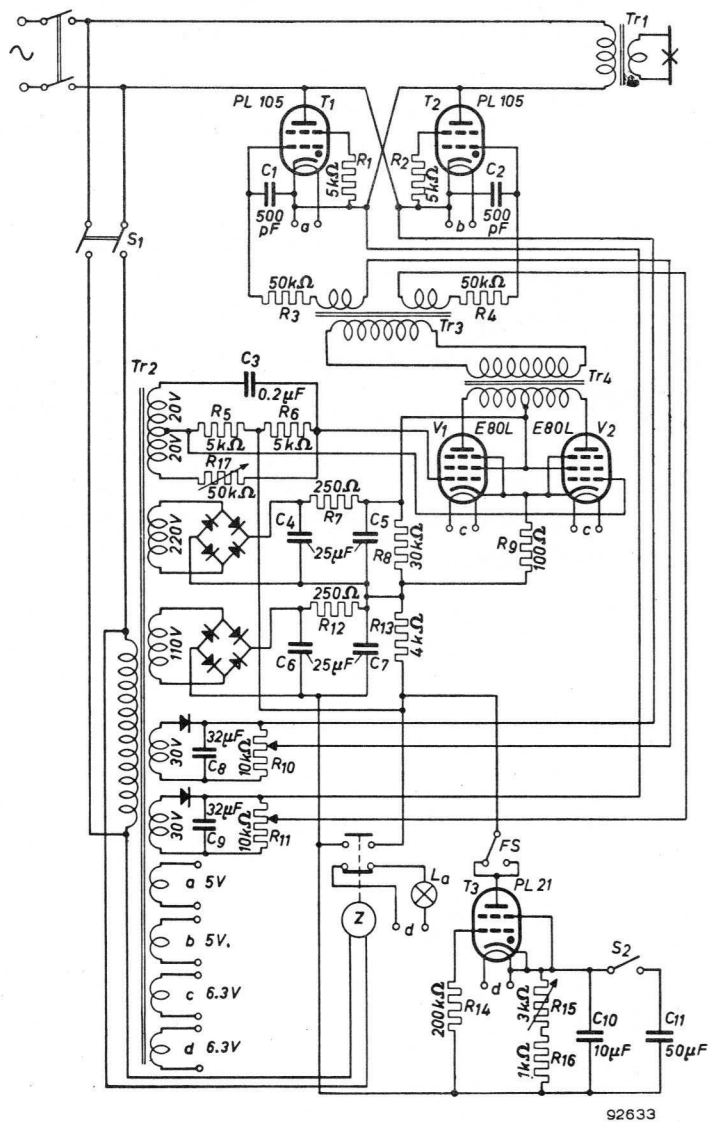 Tr1
PL 105
T1
T2
PL 105
C1
500
pF
R1
5kΩ
R2
5kΩ
C2
500
pF
a
b
S1
50kΩ
R3
50kΩ
R4
Tr3
Tr2
C3
0.2μF
Tr4
20V
20V
R5
5kΩ
R6
5kΩ
V1
E80L
E80L
V2
R17
50kΩ
220V
250Ω
R7
C4
C5
25μF
R8
30kΩ
c
c
R9
100Ω
110V
250Ω
R12
R13
4kΩ
C6
25μF
C7
30V
32μF
C8
10kΩ
R10
30V
32μF
C9
10kΩ
R11
FS
a 5V
La
T3
PL 21
b 5V.
Z
d
S2
c 6.3V
d
200kΩ
R14
3kΩ
R15
C10
10μF
C11
50μF
d 6.3V
1kΩ
R16
92633